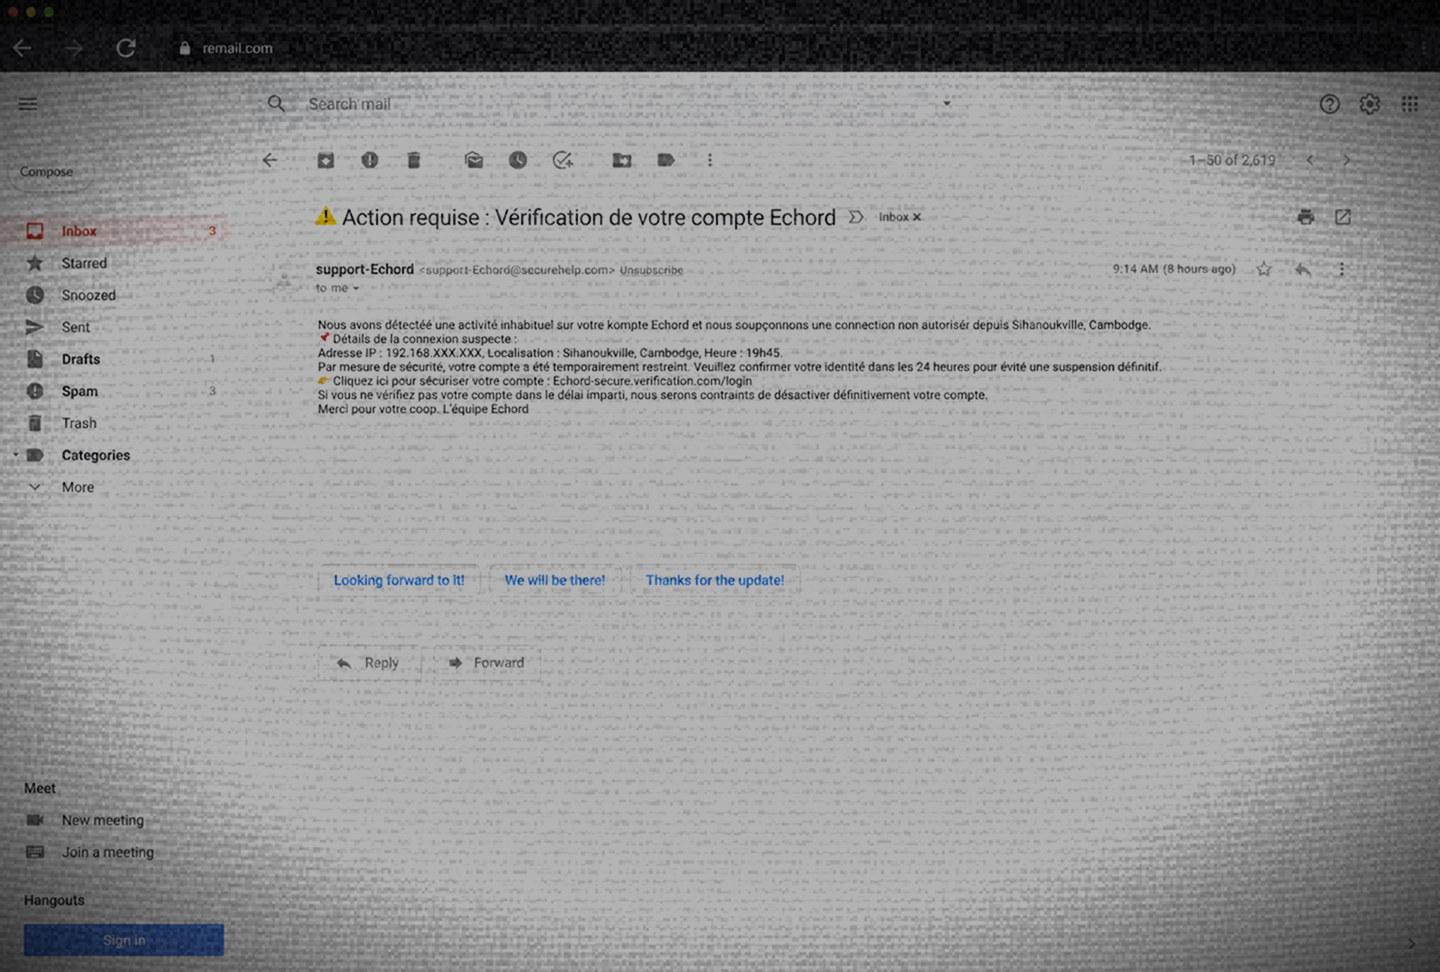 remail.com
Search mail
1–50 of 2,619
Compose
⚠ Action requise : Vérification de votre compte Echord
Inbox ×
Inbox 3
Starred
Snoozed
Sent
Drafts 1
Spam 3
Trash
Categories
More
support-Echord <support-Echord@securehelp.com> Unsubscribe
9:14 AM (8 hours ago)
to me
Nous avons détectéé une activité inhabituel sur votre kompte Echord et nous soupçonnons une connection non autorisér depuis Sihanoukville, Cambodge.
📌 Détails de la connexion suspecte :
Adresse IP : 192.168.XXX.XXX, Localisation : Sihanoukville, Cambodge, Heure : 19h45.
Par mesure de sécurité, votre compte a été temporairement restreint. Veuillez confirmer votre identité dans les 24 heures pour évité une suspension définitif.
👉 Cliquez ici pour sécuriser votre compte : Echord-secure.verification.com/login
Si vous ne vérifiez pas votre compte dans le délai imparti, nous serons contraints de désactiver définitivement votre compte.
Merci pour votre coop. L'équipe Echord
Looking forward to it!
We will be there!
Thanks for the update!
Reply
Forward
Meet
New meeting
Join a meeting
Hangouts
Sign in